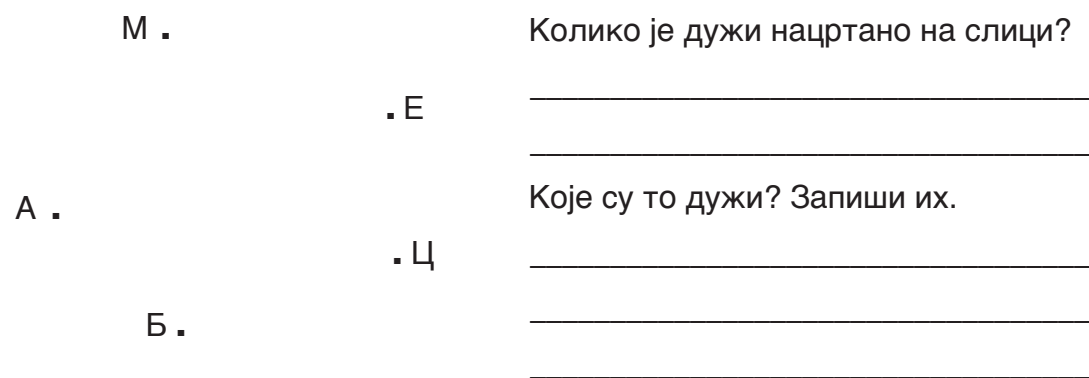 М .
. Е
А .
. Ц
Б .
Колико је дужи нацртано на слици?
Које су то дужи? Запиши их.